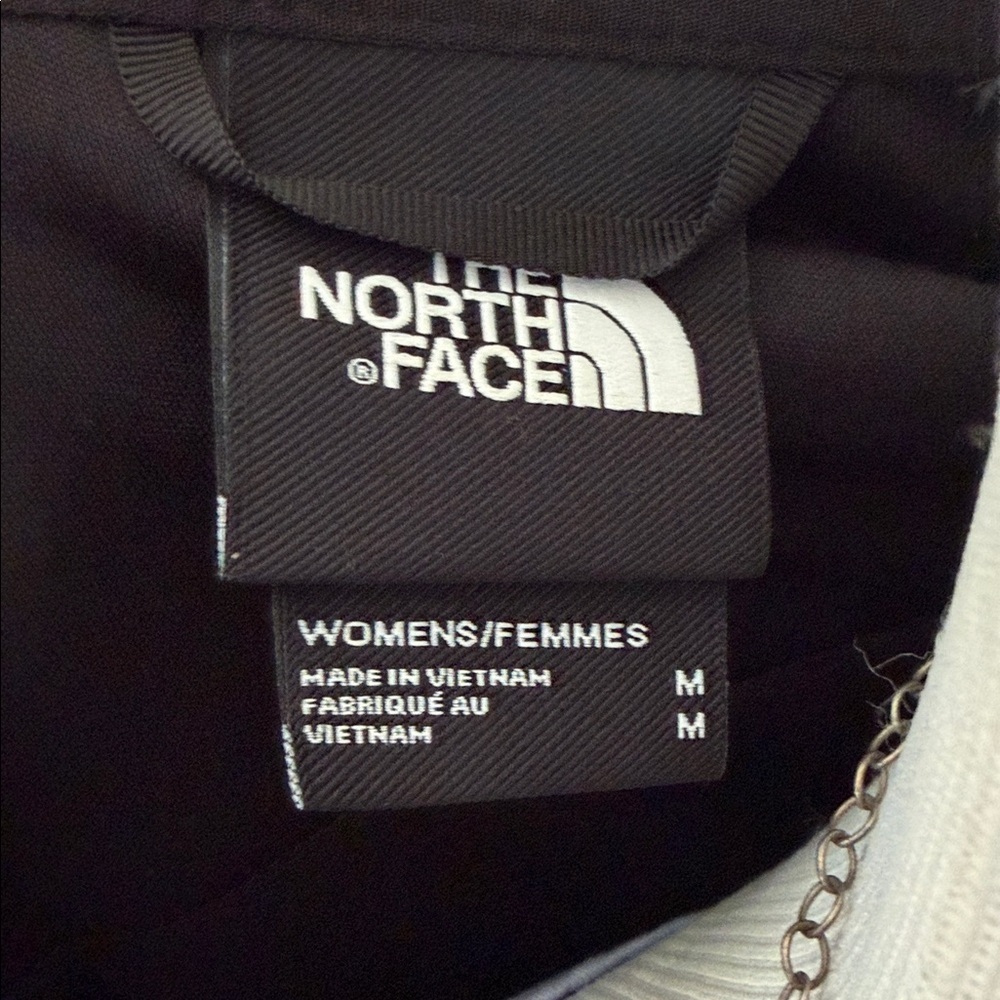 THE
NORTH
®FACE
WOMENS/FEMMES
MADE IN VIETNAM M
FABRIQUÉ AU
VIETNAM M